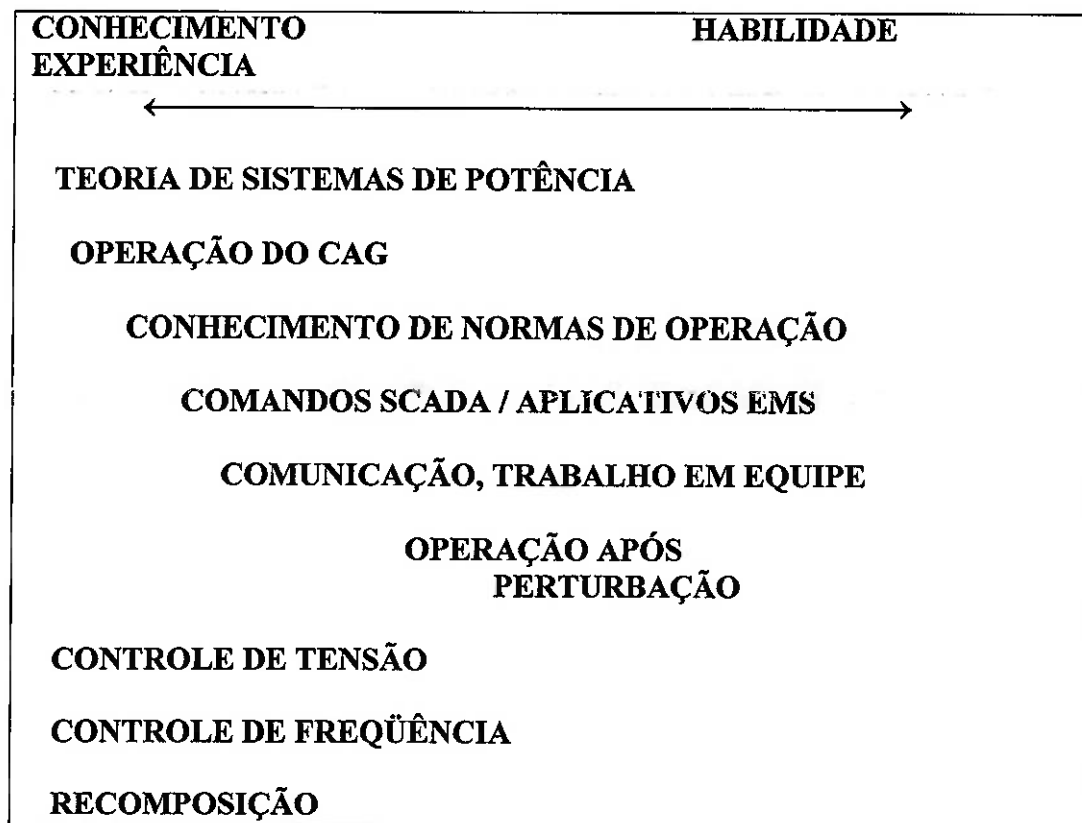 CONHECIMENTO HABILIDADE
EXPERIÊNCIA
TEORIA DE SISTEMAS DE POTÊNCIA
OPERAÇÃO DO CAG
CONHECIMENTO DE NORMAS DE OPERAÇÃO
COMANDOS SCADA / APLICATIVOS EMS
COMUNICAÇÃO, TRABALHO EM EQUIPE
OPERAÇÃO APÓS
PERTURBAÇÃO
CONTROLE DE TENSÃO
CONTROLE DE FREQÜÊNCIA
RECOMPOSIÇÃO